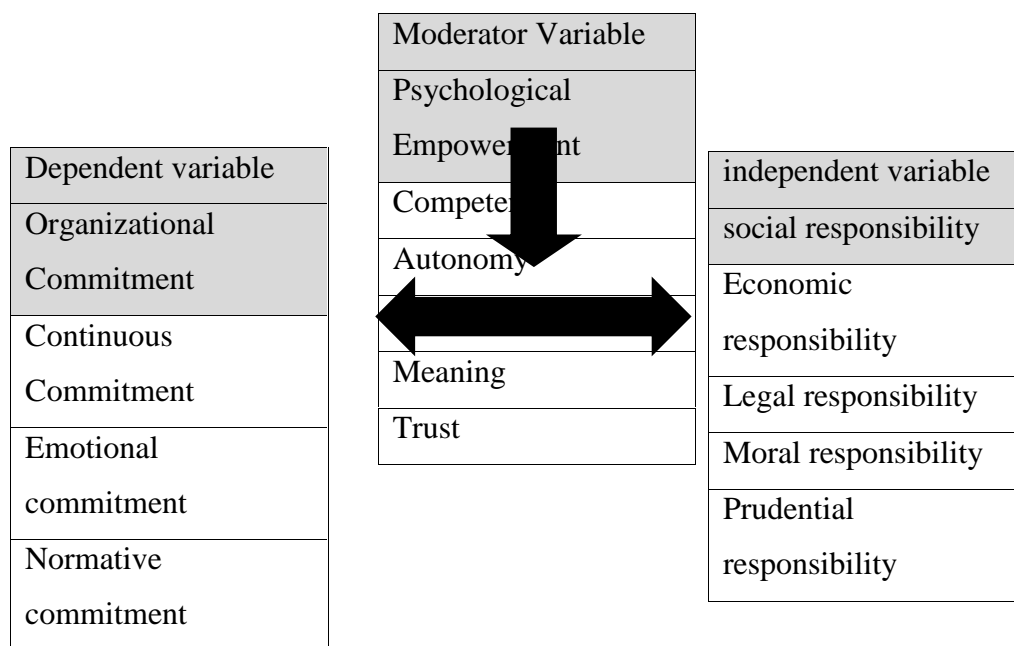 Moderator Variable
Psychological
Empowerment
Autonomy
Meaning
Trust
Dependent variable
Organizational
Commitment
Continuous
Commitment
Emotional
commitment
Normative
commitment
independent variable
social responsibility
Economic
responsibility
Legal responsibility
Moral responsibility
Prudential
responsibility